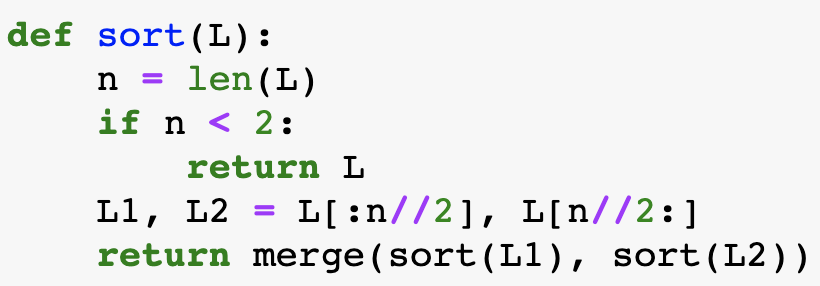 def sort(L):
    n = len(L)
    if n < 2:
        return L
    L1, L2 = L[:n//2], L[n//2:]
    return merge(sort(L1), sort(L2))